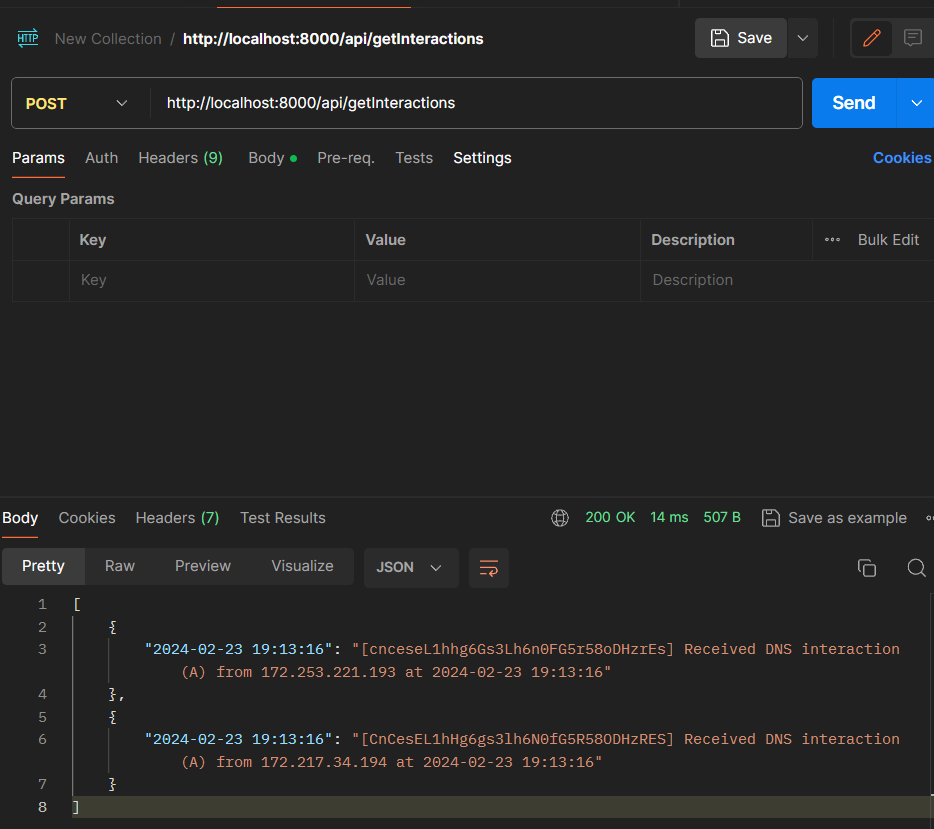 HTTP New Collection / http://localhost:8000/api/getInteractions Save
POST http://localhost:8000/api/getInteractions Send
Params Auth Headers (9) Body Pre-req. Tests Settings Cookies
Query Params
Key Value Description Bulk Edit
Key Value Description
Body Cookies Headers (7) Test Results 200 OK 14 ms 507 B Save as example
Pretty Raw Preview Visualize JSON
1 [
2 {
3 "2024-02-23 19:13:16": "[cnceseL1hhg6Gs3Lh6n0FG5r58oDHzrEs] Received DNS interaction
(A) from 172.253.221.193 at 2024-02-23 19:13:16"
4 },
5 {
6 "2024-02-23 19:13:16": "[CnCesEL1hHg6gs3lh6N0fG5R58ODHzRES] Received DNS interaction
(A) from 172.217.34.194 at 2024-02-23 19:13:16"
7 }
8 ]